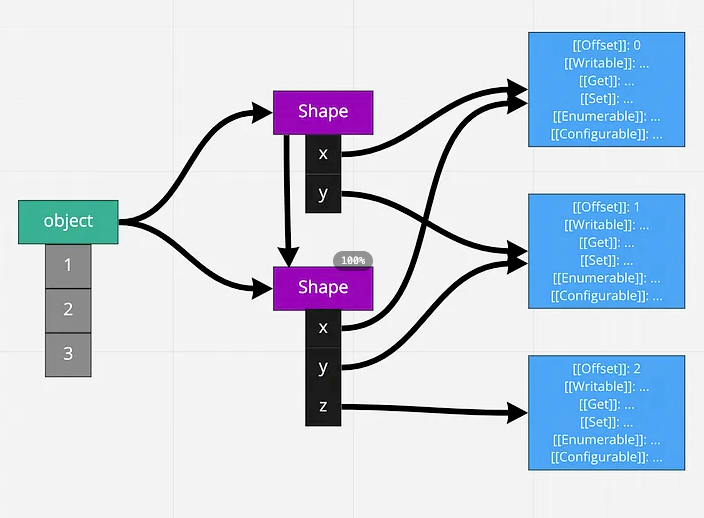 object
1
2
3
Shape
x
y
100%
Shape
x
y
z
[[Offset]]: 0
[[Writable]]: ...
[[Get]]: ...
[[Set]]: ...
[[Enumerable]]: ...
[[Configurable]]: ...
[[Offset]]: 1
[[Writable]]: ...
[[Get]]: ...
[[Set]]: ...
[[Enumerable]]: ...
[[Configurable]]: ...
[[Offset]]: 2
[[Writable]]: ...
[[Get]]: ...
[[Set]]: ...
[[Enumerable]]: ...
[[Configurable]]: ...